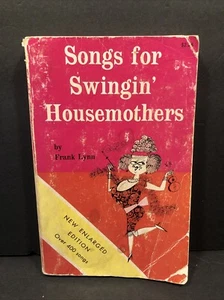 Songs for
Swingin'
Housemothers
by
Frank Lynn
NEW ENLARGED
EDITION
Over 400 songs